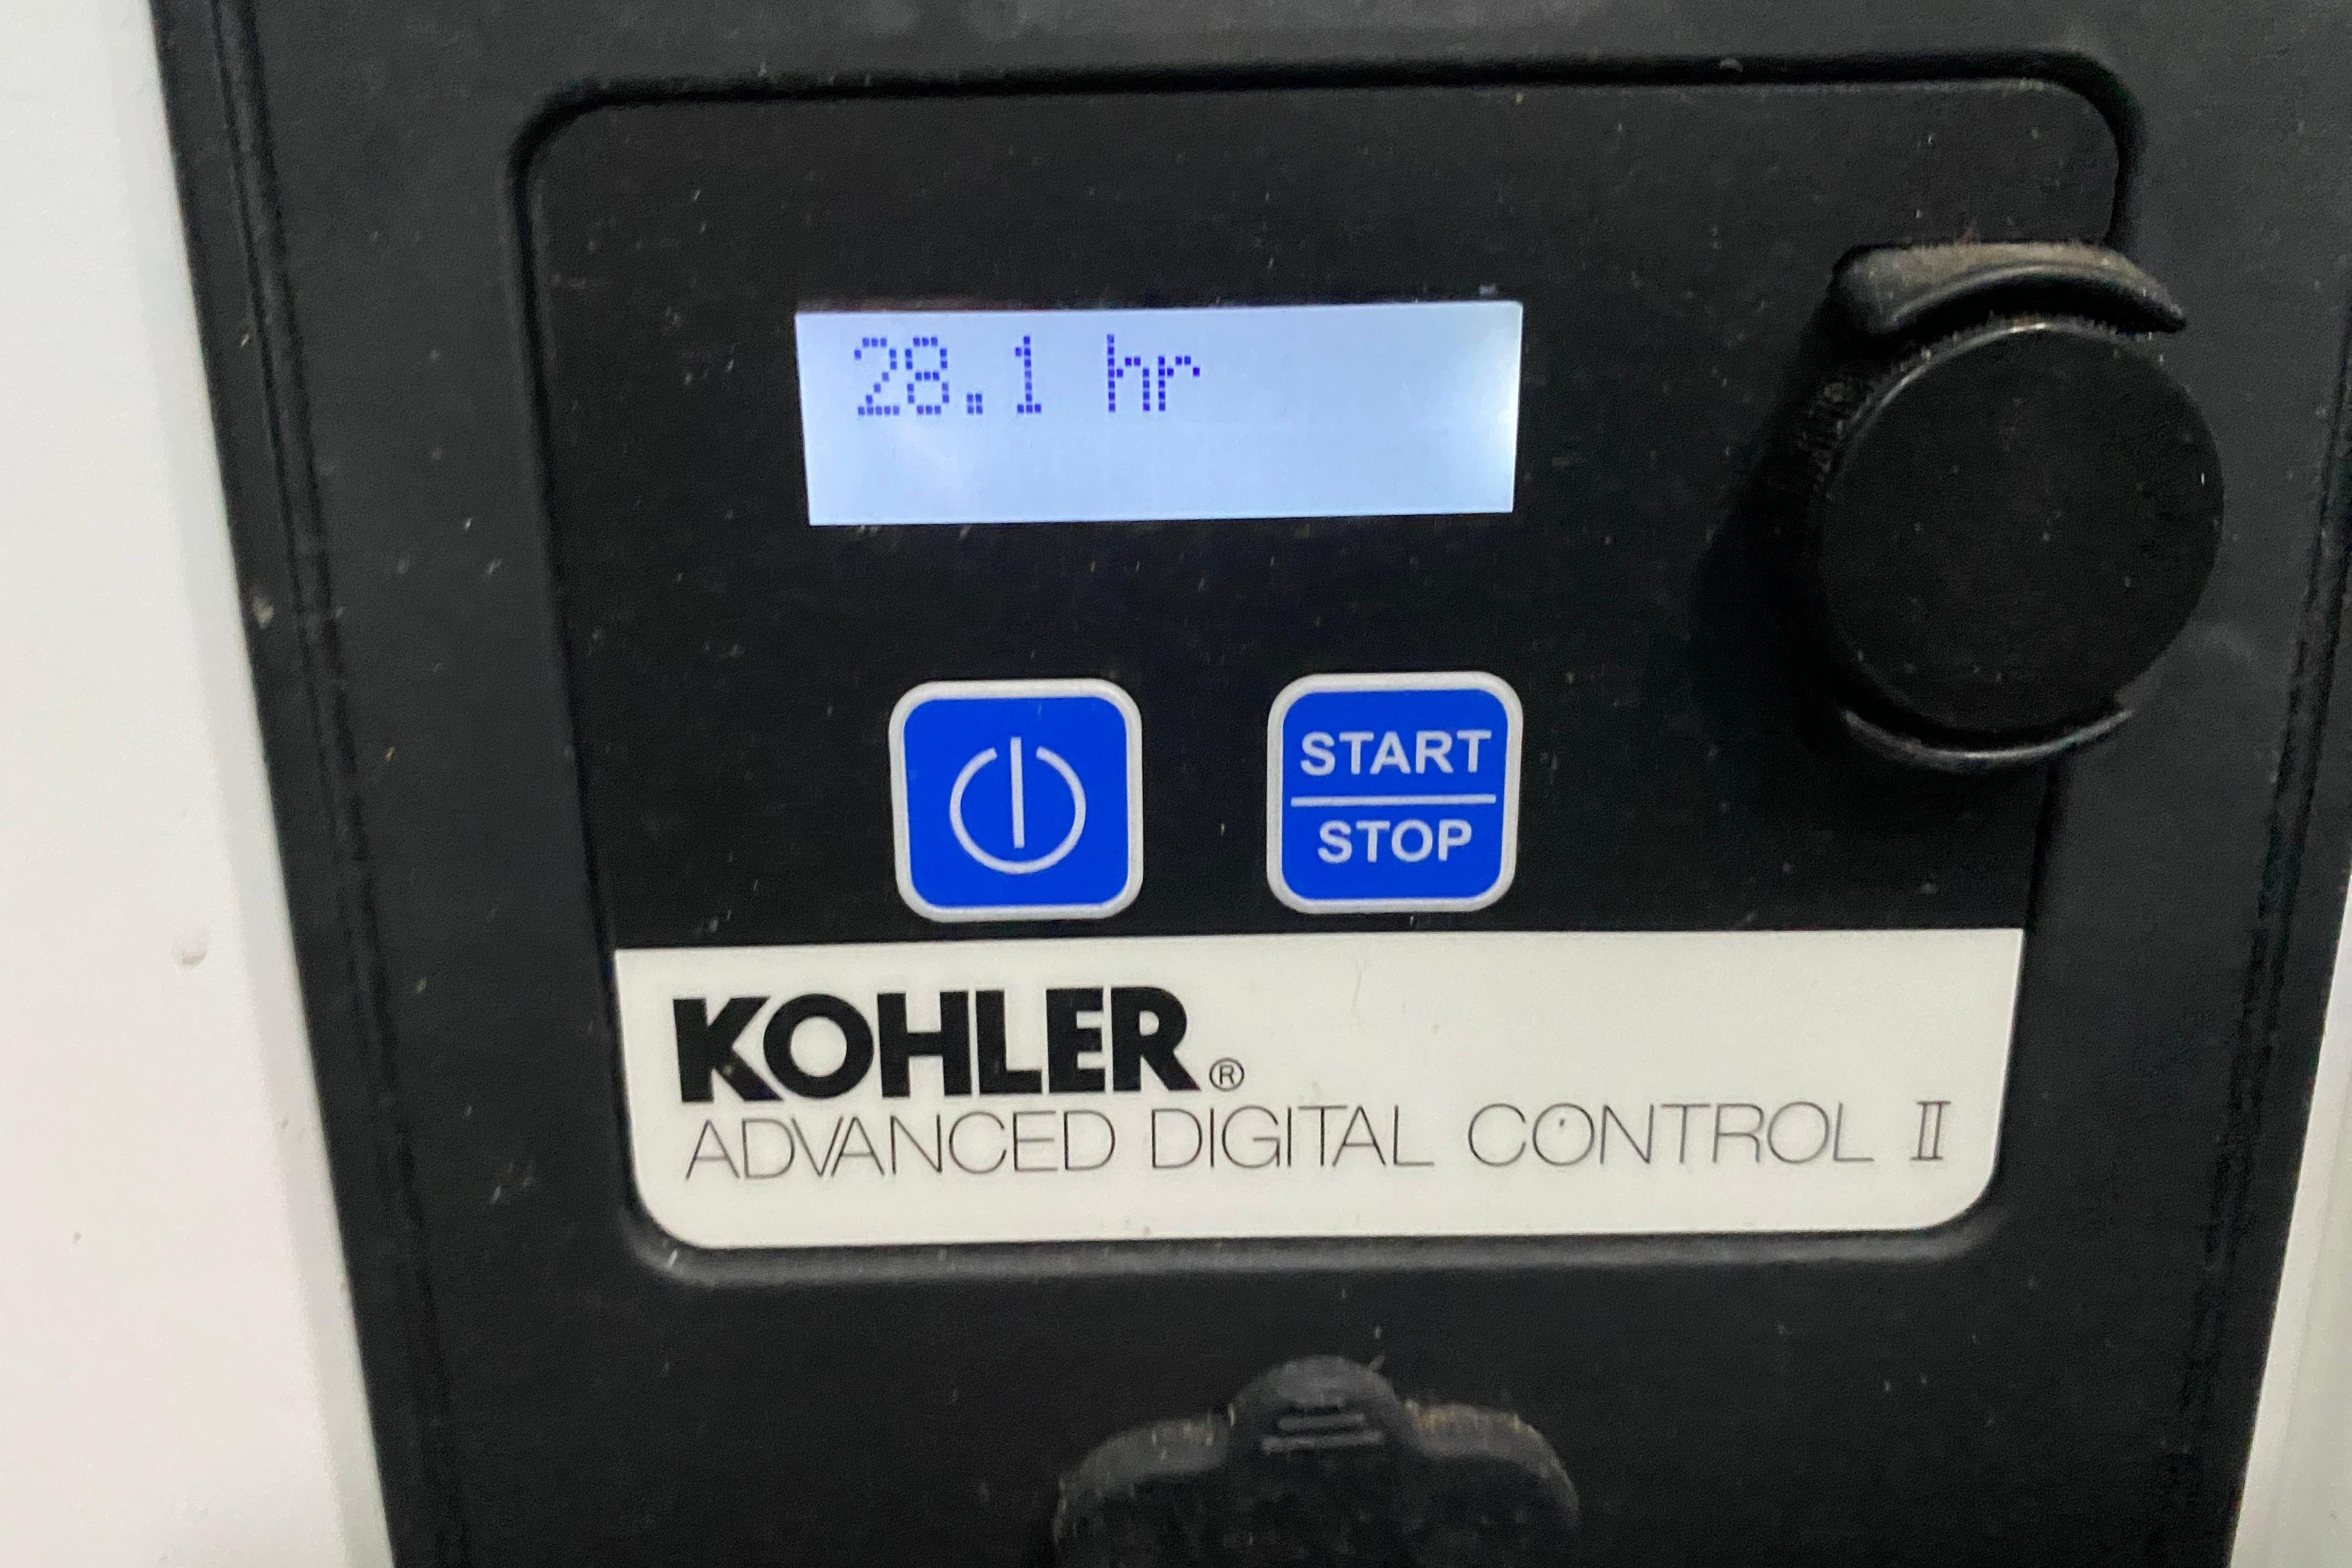 28.1 hr
START
STOP
KOHLER®
ADVANCED DIGITAL CONTROL II